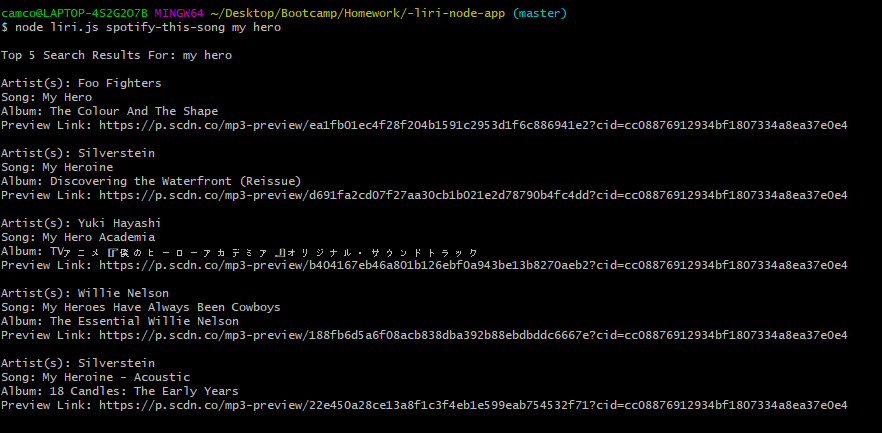 camco@LAPTOP-4S2G2O7B MINGW64 ~/Desktop/Bootcamp/Homework/-liri-node-app (master)
$ node liri.js spotify-this-song my hero
Top 5 Search Results For: my hero
Artist(s): Foo Fighters
Song: My Hero
Album: The Colour And The Shape
Preview Link: https://p.scdn.co/mp3-preview/ea1fb01ec4f28f204b1591c2953d1f6c886941e2?cid=cc08876912934bf1807334a8ea37e0e4
Artist(s): Silverstein
Song: My Heroine
Album: Discovering the Waterfront (Reissue)
Preview Link: https://p.scdn.co/mp3-preview/d691fa2cd07f27aa30cb1b021e2d78790b4fc4dd?cid=cc08876912934bf1807334a8ea37e0e4
Artist(s): Yuki Hayashi
Song: My Hero Academia
Album: TVアニメ『僕のヒーローアカデミア』オリジナル・サウンドトラック
Preview Link: https://p.scdn.co/mp3-preview/b404167eb46a801b126ebf0a943be13b8270aeb2?cid=cc08876912934bf1807334a8ea37e0e4
Artist(s): Willie Nelson
Song: My Heroes Have Always Been Cowboys
Album: The Essential Willie Nelson
Preview Link: https://p.scdn.co/mp3-preview/188fb6d5a6f08acb838dba392b88ebdbddc6667e?cid=cc08876912934bf1807334a8ea37e0e4
Artist(s): Silverstein
Song: My Heroine - Acoustic
Album: 18 Candles: The Early Years
Preview Link: https://p.scdn.co/mp3-preview/22e450a28ce13a8f1c3f4eb1e599eab754532f71?cid=cc08876912934bf1807334a8ea37e0e4